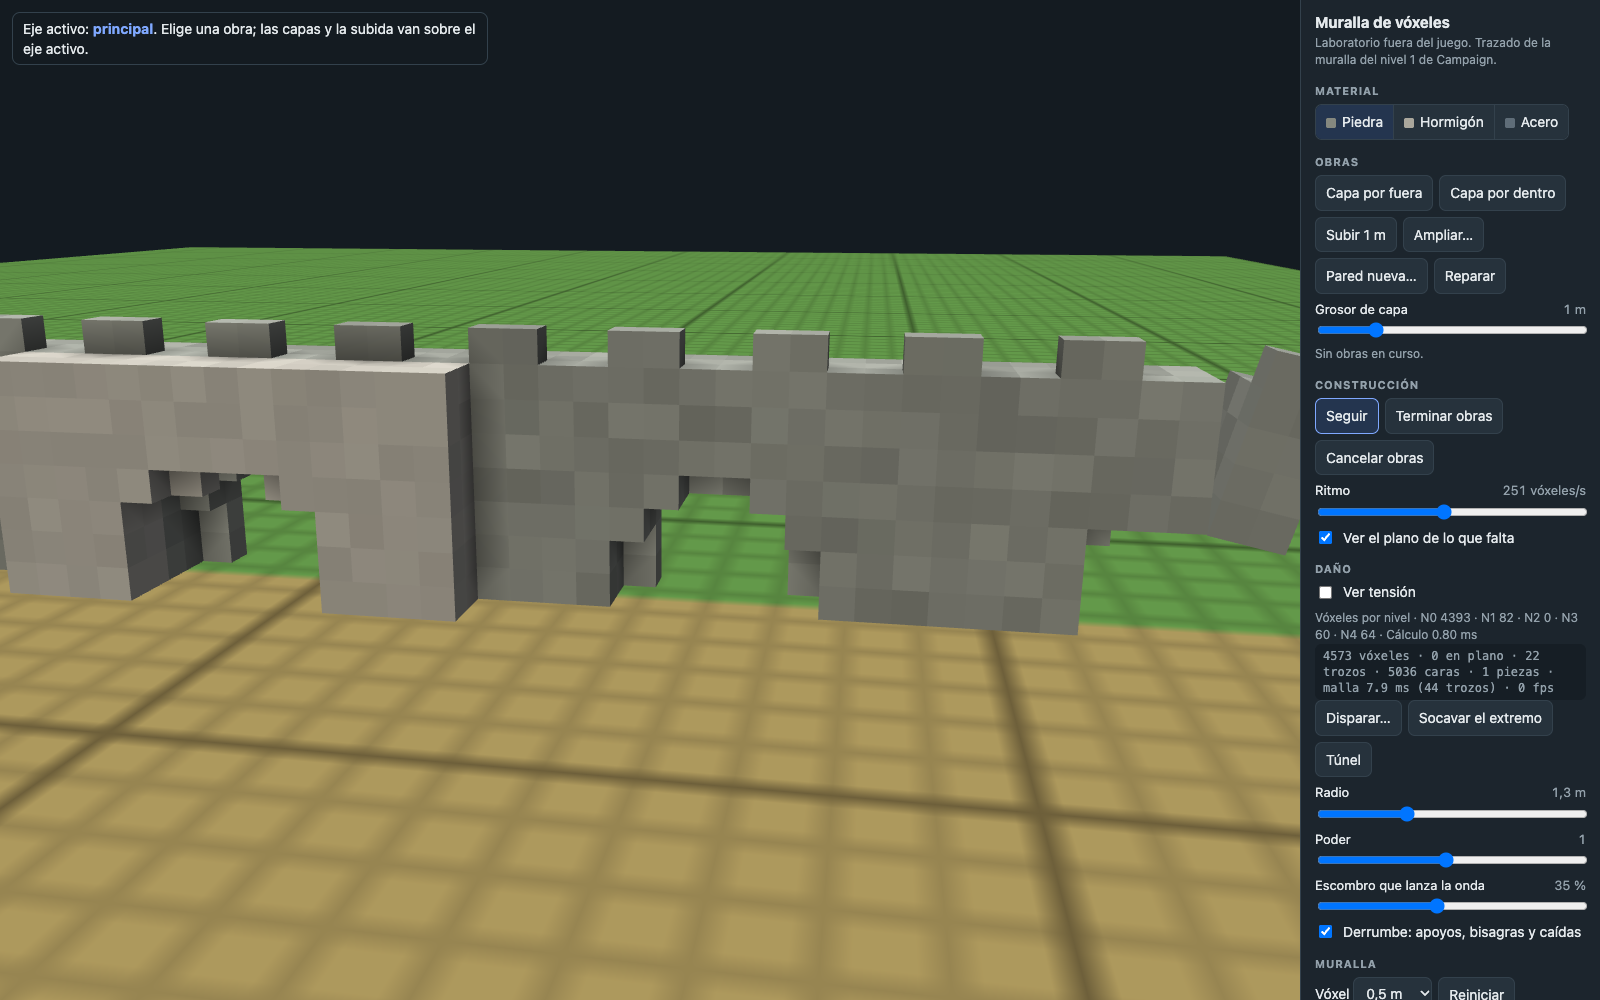 Eje activo: principal. Elige una obra; las capas y la subida van sobre el
eje activo.
Muralla de vóxeles
Laboratorio fuera del juego. Trazado de la
muralla del nivel 1 de Campaign.
MATERIAL
Piedra
Hormigón
Acero
OBRAS
Capa por fuera
Capa por dentro
Subir 1 m
Ampliar...
Pared nueva...
Reparar
Grosor de capa 1 m
Sin obras en curso.
CONSTRUCCIÓN
Seguir
Terminar obras
Cancelar obras
Ritmo 251 vóxeles/s
Ver el plano de lo que falta
DAÑO
Ver tensión
Vóxeles por nivel · N0 4393 · N1 82 · N2 0 · N3
60 · N4 64 · Cálculo 0.80 ms
4573 vóxeles · 0 en plano · 22
trozos · 5036 caras · 1 piezas ·
malla 7.9 ms (44 trozos) · 0 fps
Disparar...
Socavar el extremo
Túnel
Radio 1,3 m
Poder 1
Escombro que lanza la onda 35 %
Derrumbe: apoyos, bisagras y caídas
MURALLA
Vóxel 0,5 m Reiniciar